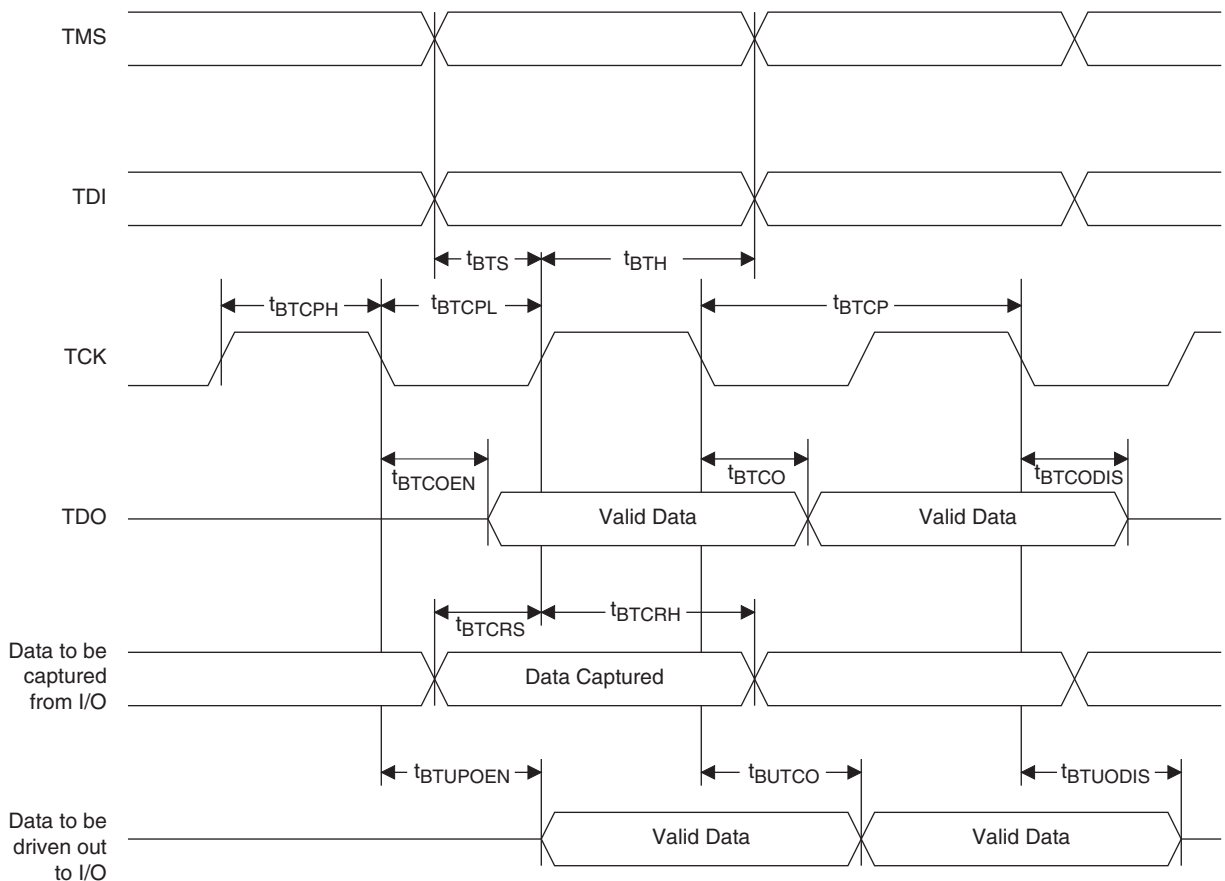 TMS
TDI
tBTS
tBTH
tBTCPH
tBTCPL
tBTCP
TCK
tBTCOEN
tBTCO
tBTCODIS
TDO
Valid Data
Valid Data
tBTCRS
tBTCRH
Data to be
captured
from I/O
Data Captured
tBTUPOEN
tBUTCO
tBTUODIS
Data to be
driven out
to I/O
Valid Data
Valid Data